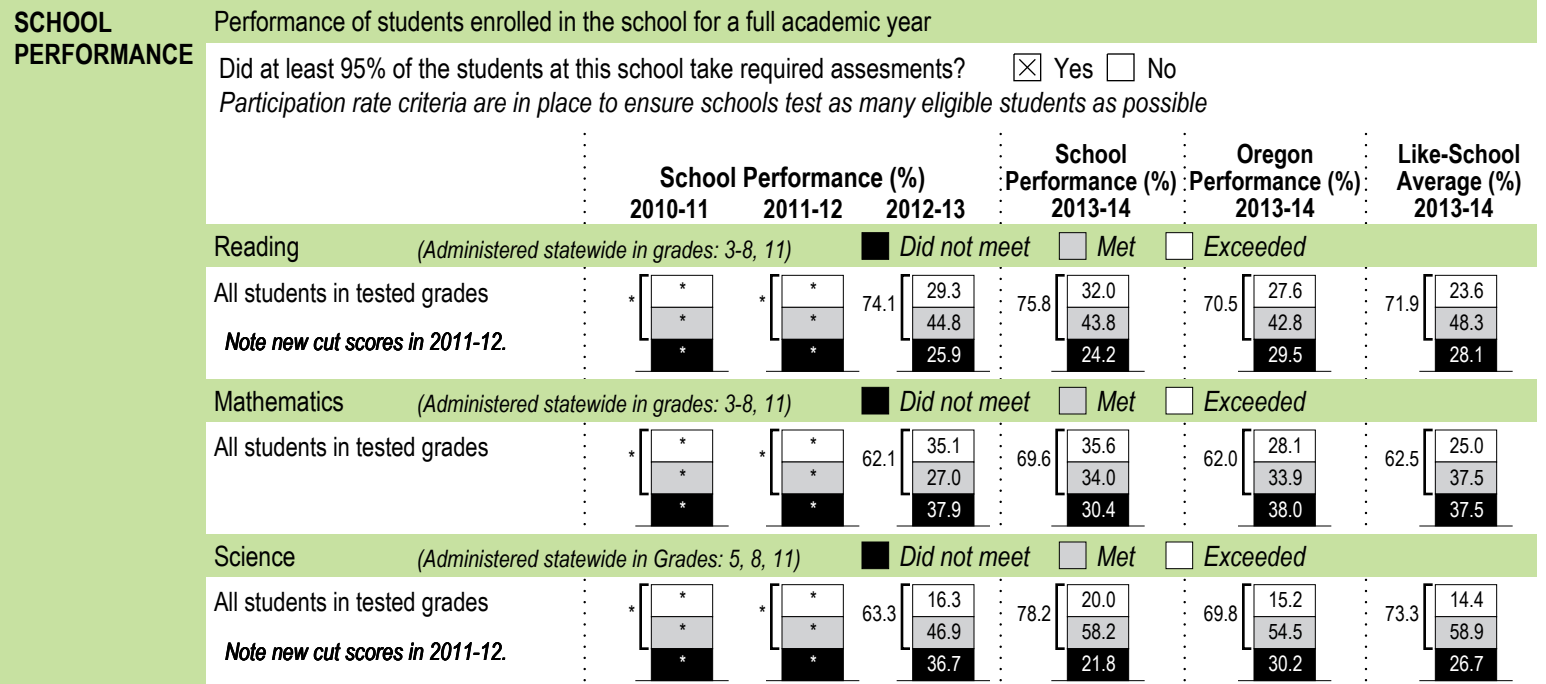 SCHOOL PERFORMANCE
Performance of students enrolled in the school for a full academic year
Did at least 95% of the students at this school take required assesments? ☒ Yes ☐ No
Participation rate criteria are in place to ensure schools test as many eligible students as possible
School Performance (%)
2010-11 2011-12 2012-13
School Performance (%) 2013-14
Oregon Performance (%) 2013-14
Like-School Average (%) 2013-14
Reading (Administered statewide in grades: 3-8, 11) Did not meet Met Exceeded
All students in tested grades
Note new cut scores in 2011-12.
* * 29.3 32.0 27.6 23.6
* * 74.1 75.8 70.5 71.9
* * 44.8 43.8 42.8 48.3
* * 25.9 24.2 29.5 28.1
Mathematics (Administered statewide in grades: 3-8, 11) Did not meet Met Exceeded
All students in tested grades
* * 35.1 35.6 28.1 25.0
* * 62.1 69.6 62.0 62.5
* * 27.0 34.0 33.9 37.5
* * 37.9 30.4 38.0 37.5
Science (Administered statewide in Grades: 5, 8, 11) Did not meet Met Exceeded
All students in tested grades
Note new cut scores in 2011-12.
* * 16.3 20.0 15.2 14.4
* * 63.3 78.2 69.8 73.3
* * 46.9 58.2 54.5 58.9
* * 36.7 21.8 30.2 26.7